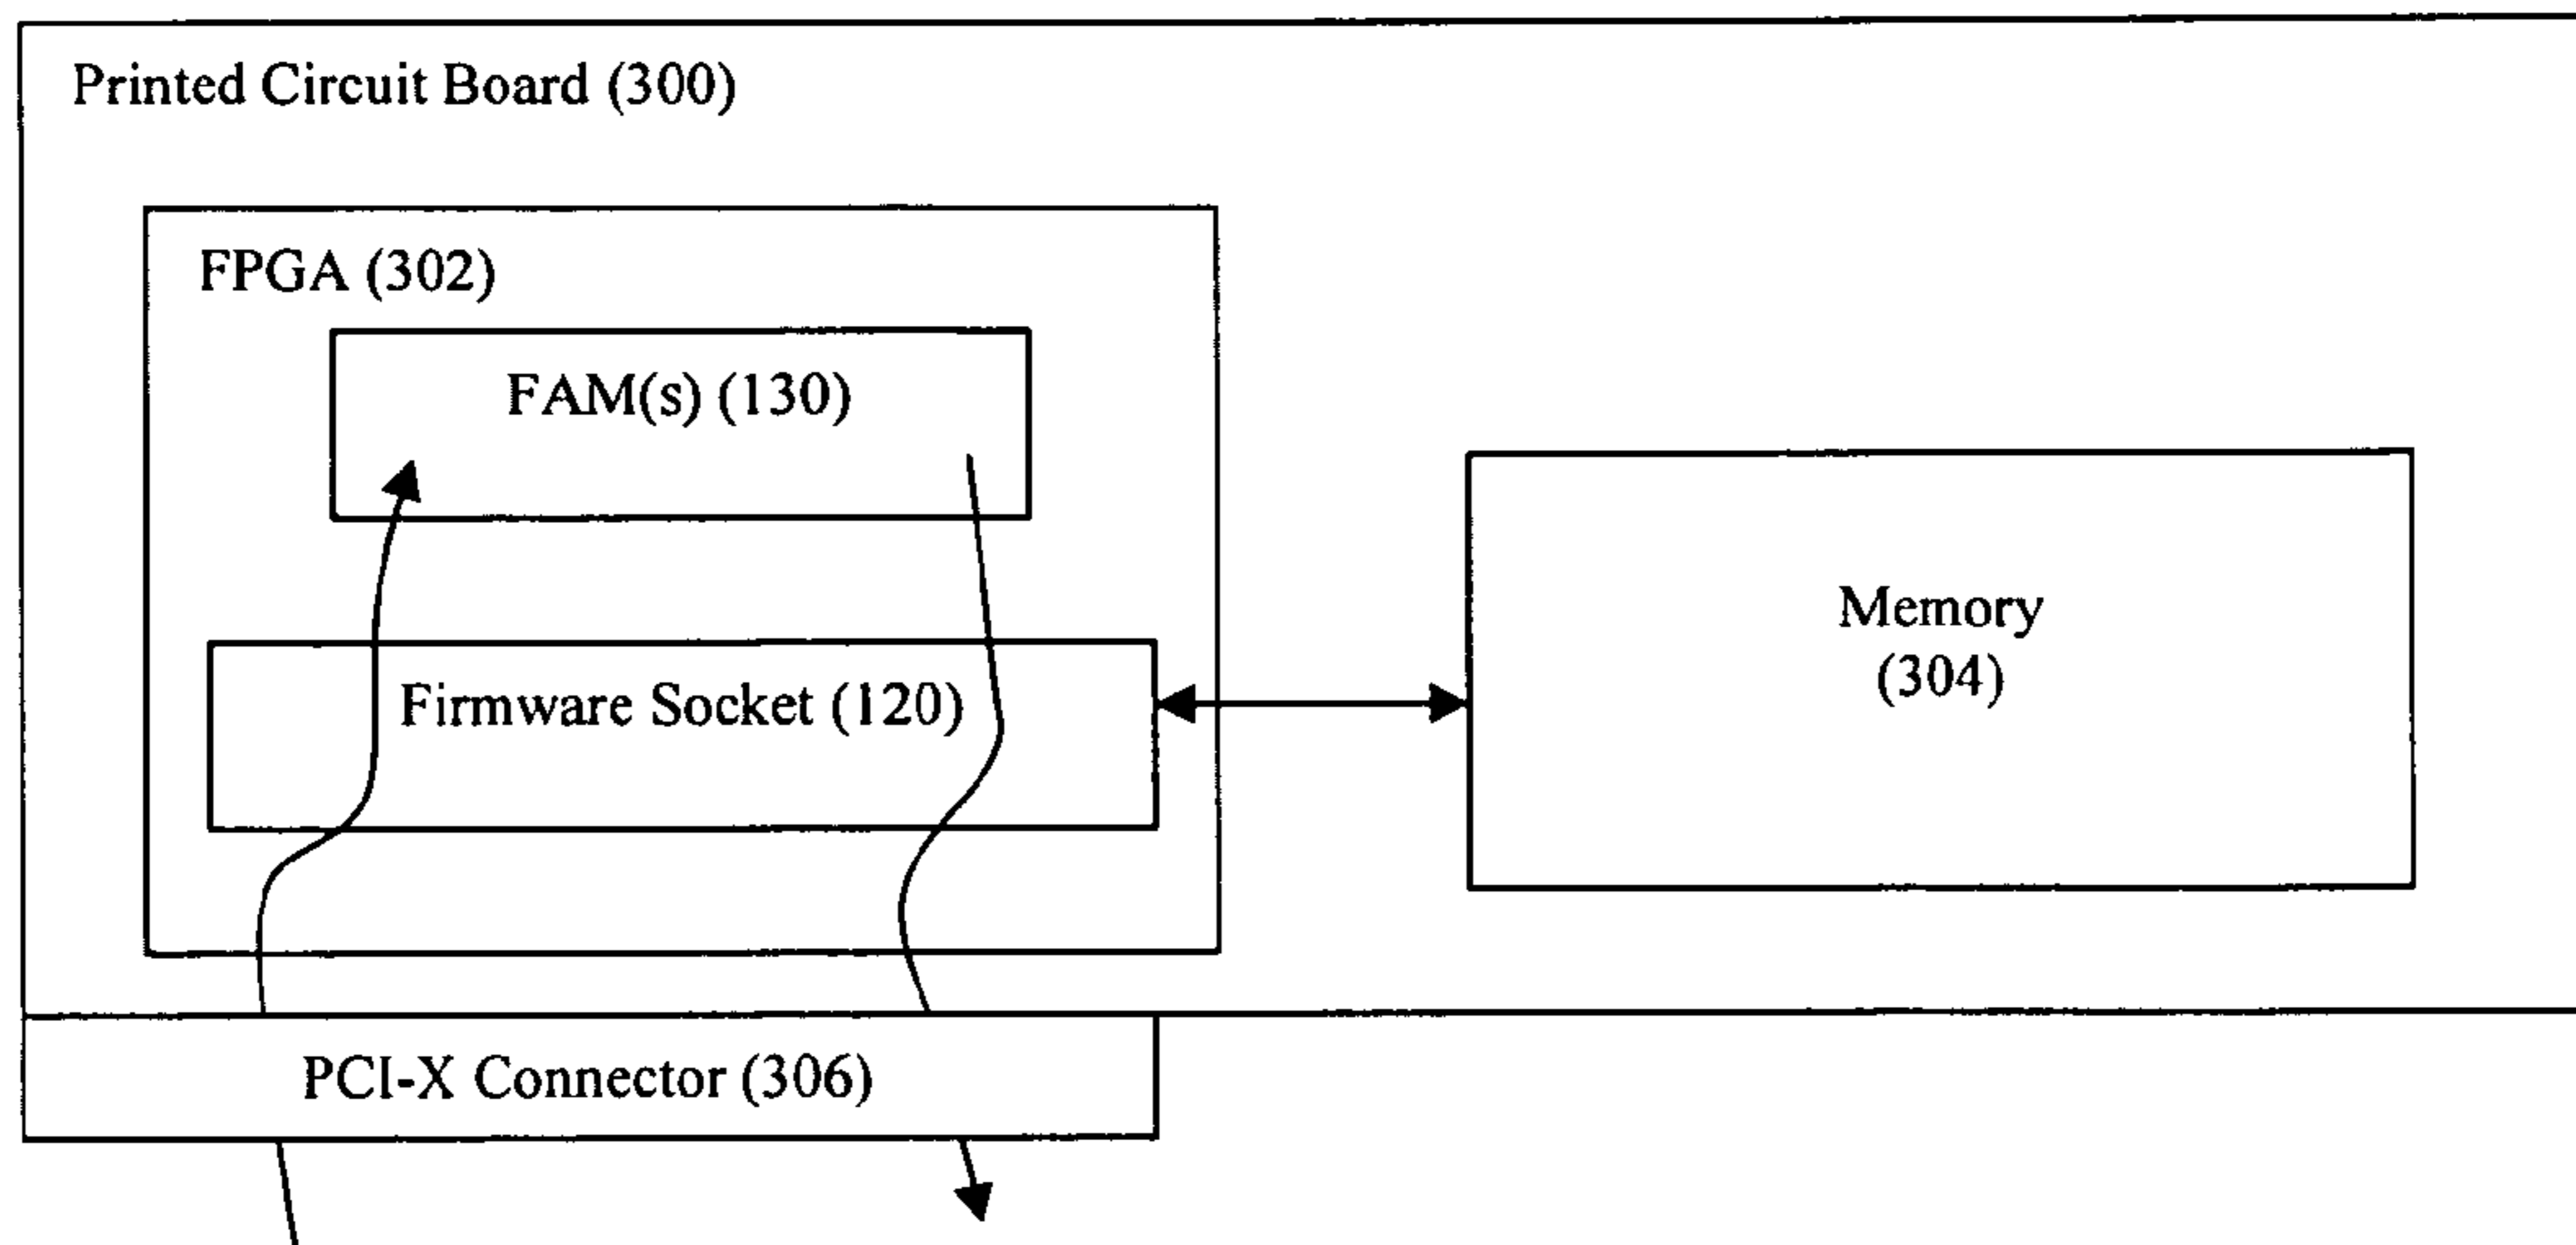 Printed Circuit Board (300)
FPGA (302)
FAM(s) (130)
Firmware Socket (120)
Memory
(304)
PCI-X Connector (306)